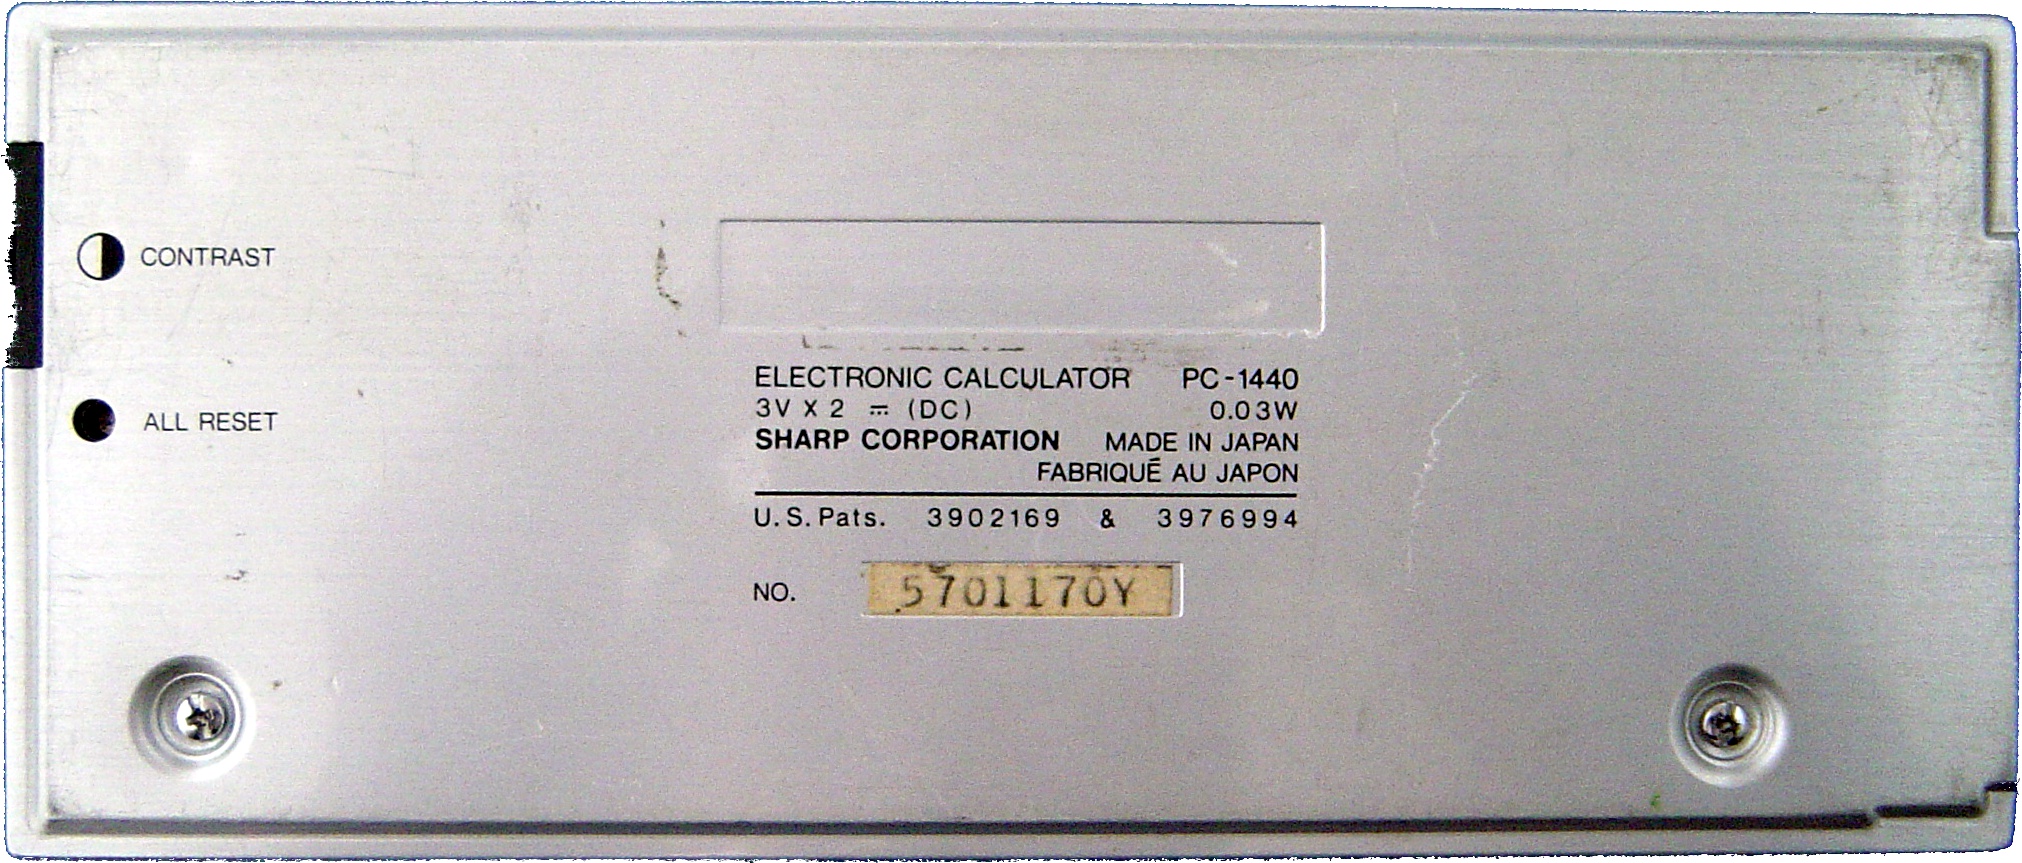 CONTRAST
ALL RESET
ELECTRONIC CALCULATOR PC-1440
3V X 2 ⎓ (DC) 0.03W
SHARP CORPORATION MADE IN JAPAN
FABRIQUÉ AU JAPON
U.S. Pats. 3902169 & 3976994
NO. 5701170Y